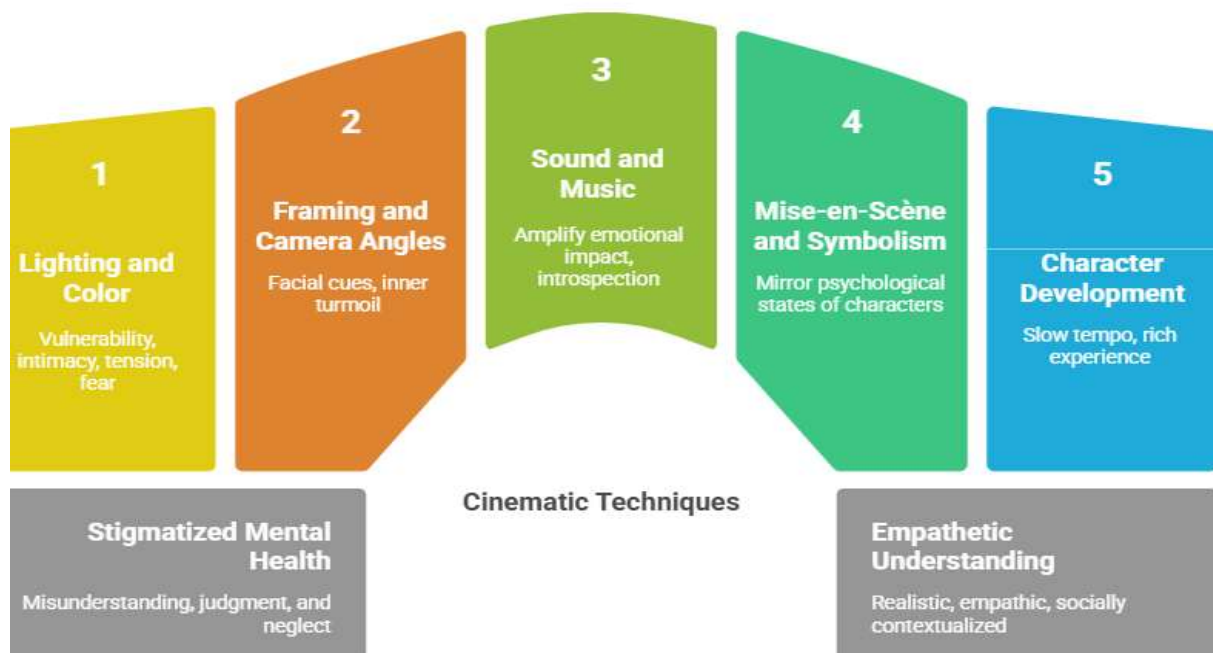 1
Lighting and
Color
Vulnerability,
intimacy, tension,
fear
2
Framing and
Camera Angles
Facial cues, inner
turmoil
3
Sound and
Music
Amplify emotional
impact,
introspection
4
Mise-en-Scène
and Symbolism
Mirror psychological
states of characters
5
Character
Development
Slow tempo, rich
experience
Stigmatized Mental
Health
Misunderstanding, judgment, and
neglect
Cinematic Techniques
Empathetic
Understanding
Realistic, empathic, socially
contextualized